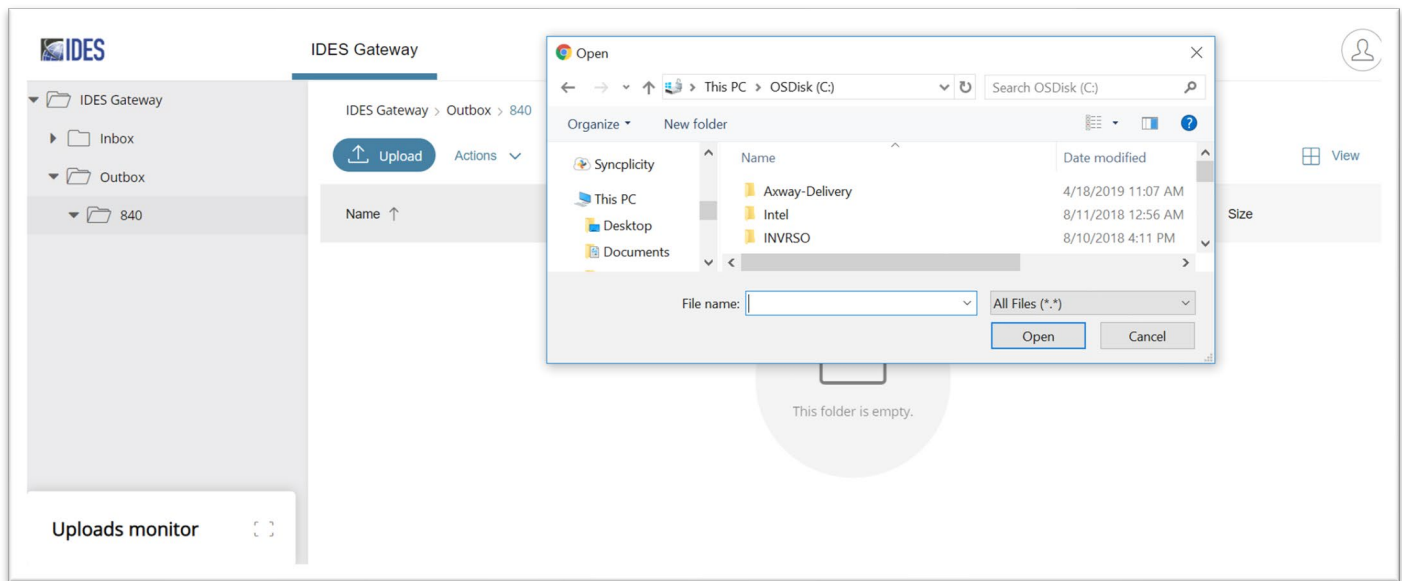 IDES
IDES Gateway
IDES Gateway
Inbox
Outbox
840
IDES Gateway > Outbox > 840
Upload
Actions
View
Name ↑
Size
This folder is empty.
Uploads monitor
Open
This PC > OSDisk (C:)
Search OSDisk (C:)
Organize
New folder
?
Syncplicity
This PC
Desktop
Documents
Name
Date modified
Axway-Delivery
4/18/2019 11:07 AM
Intel
8/11/2018 12:56 AM
INVRSO
8/10/2018 4:11 PM
File name:
All Files (*.*)
Open
Cancel